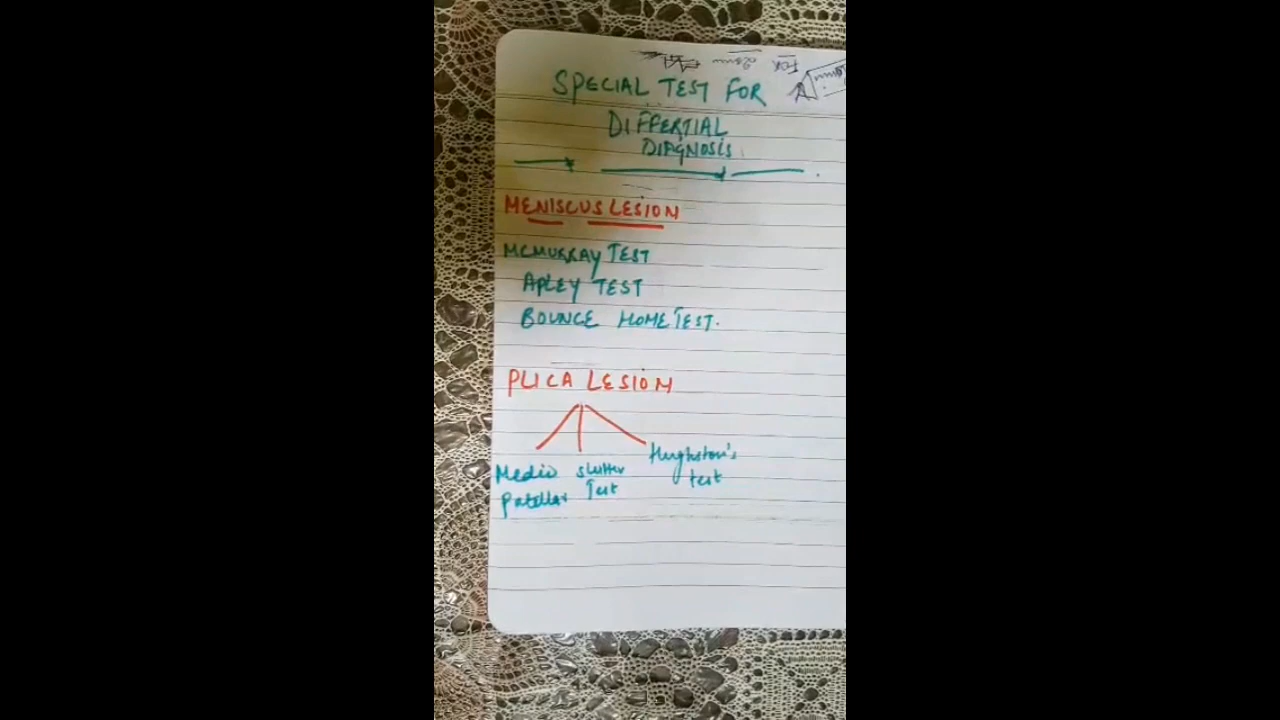 SPECIAL TEST FOR
DIFFERTIAL
DIAGNOSIS
MENISCUS LESION
MCMURRAY TEST
APLEY TEST
BOUNCE HOME TEST.
PLICA LESION
Medio
patellar
slutter
Test
Hughston's
test